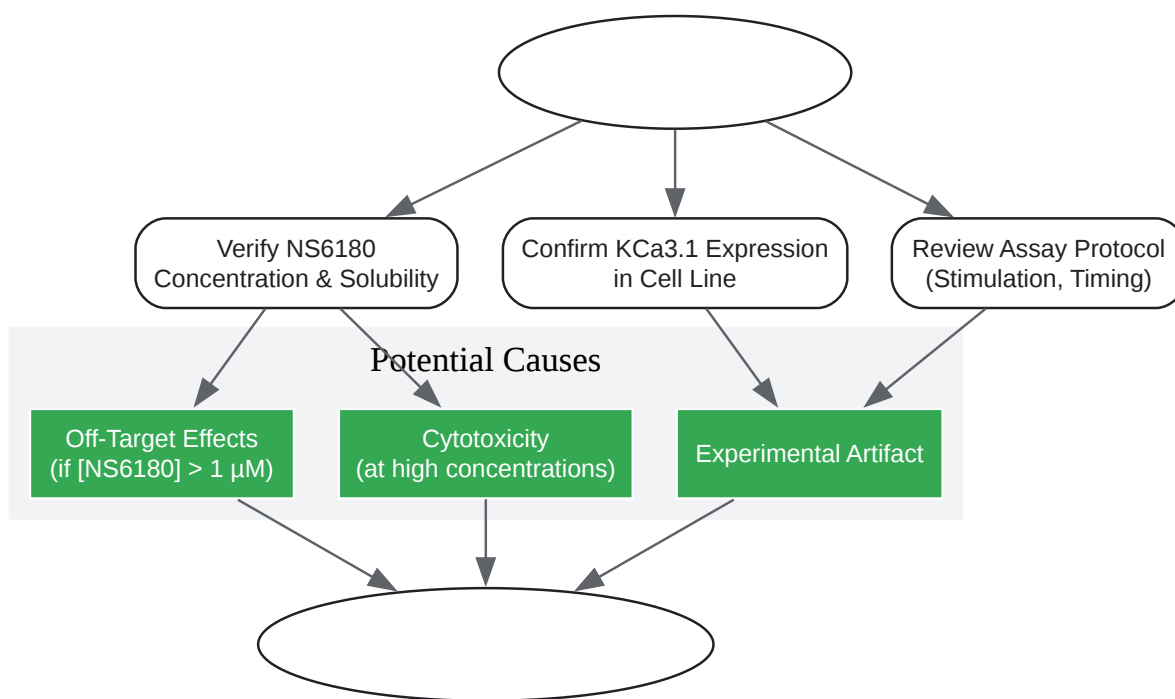 Verify NS6180
Concentration & Solubility
Confirm KCa3.1 Expression
in Cell Line
Review Assay Protocol
(Stimulation, Timing)
Potential Causes
Off-Target Effects
(if [NS6180] > 1 µM)
Cytotoxicity
(at high concentrations)
Experimental Artifact